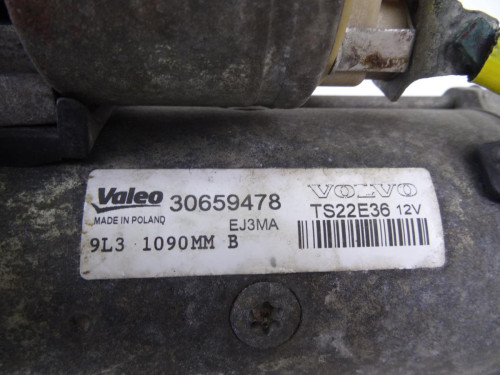 Valeo 30659478 VOLVO
MADE IN POLAND EJ3MA TS22E36 12V
9L3 1090MM B